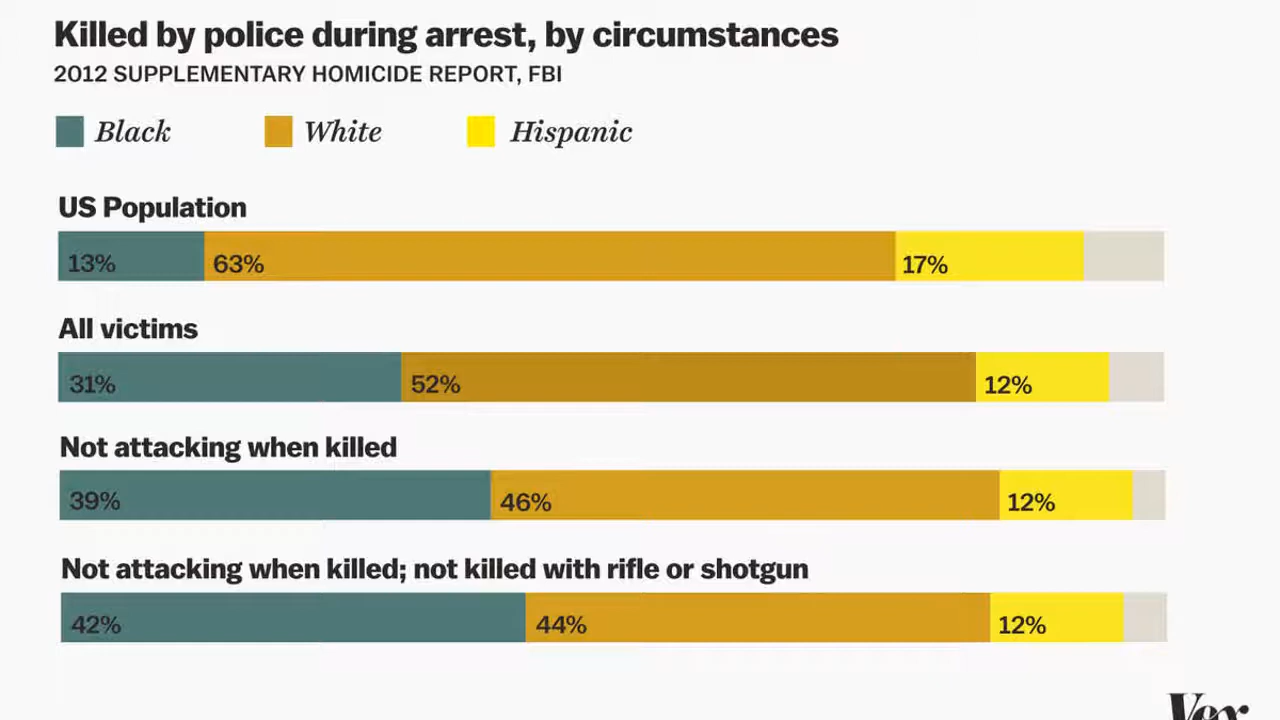 Killed by police during arrest, by circumstances
2012 SUPPLEMENTARY HOMICIDE REPORT, FBI
Black White Hispanic
US Population
13% 63% 17%
All victims
31% 52% 12%
Not attacking when killed
39% 46% 12%
Not attacking when killed; not killed with rifle or shotgun
42% 44% 12%
Vox